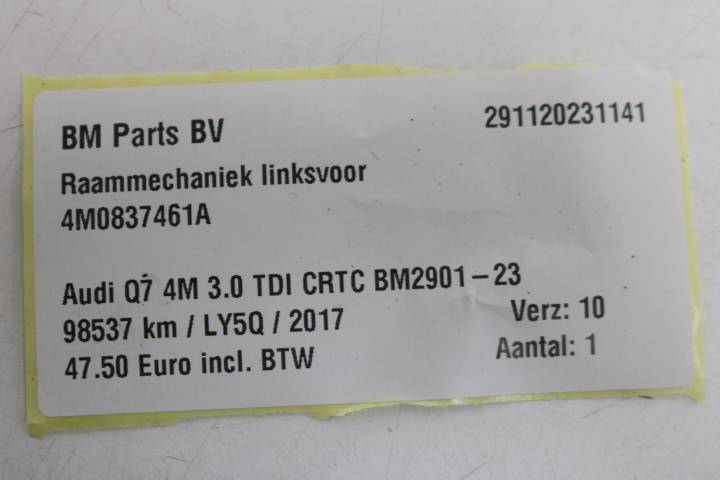 BM Parts BV 291120231141
Raammechaniek linksvoor
4M0837461A
Audi Q7 4M 3.0 TDI CRTC BM2901-23
98537 km / LY5Q / 2017 Verz: 10
47.50 Euro incl. BTW Aantal: 1